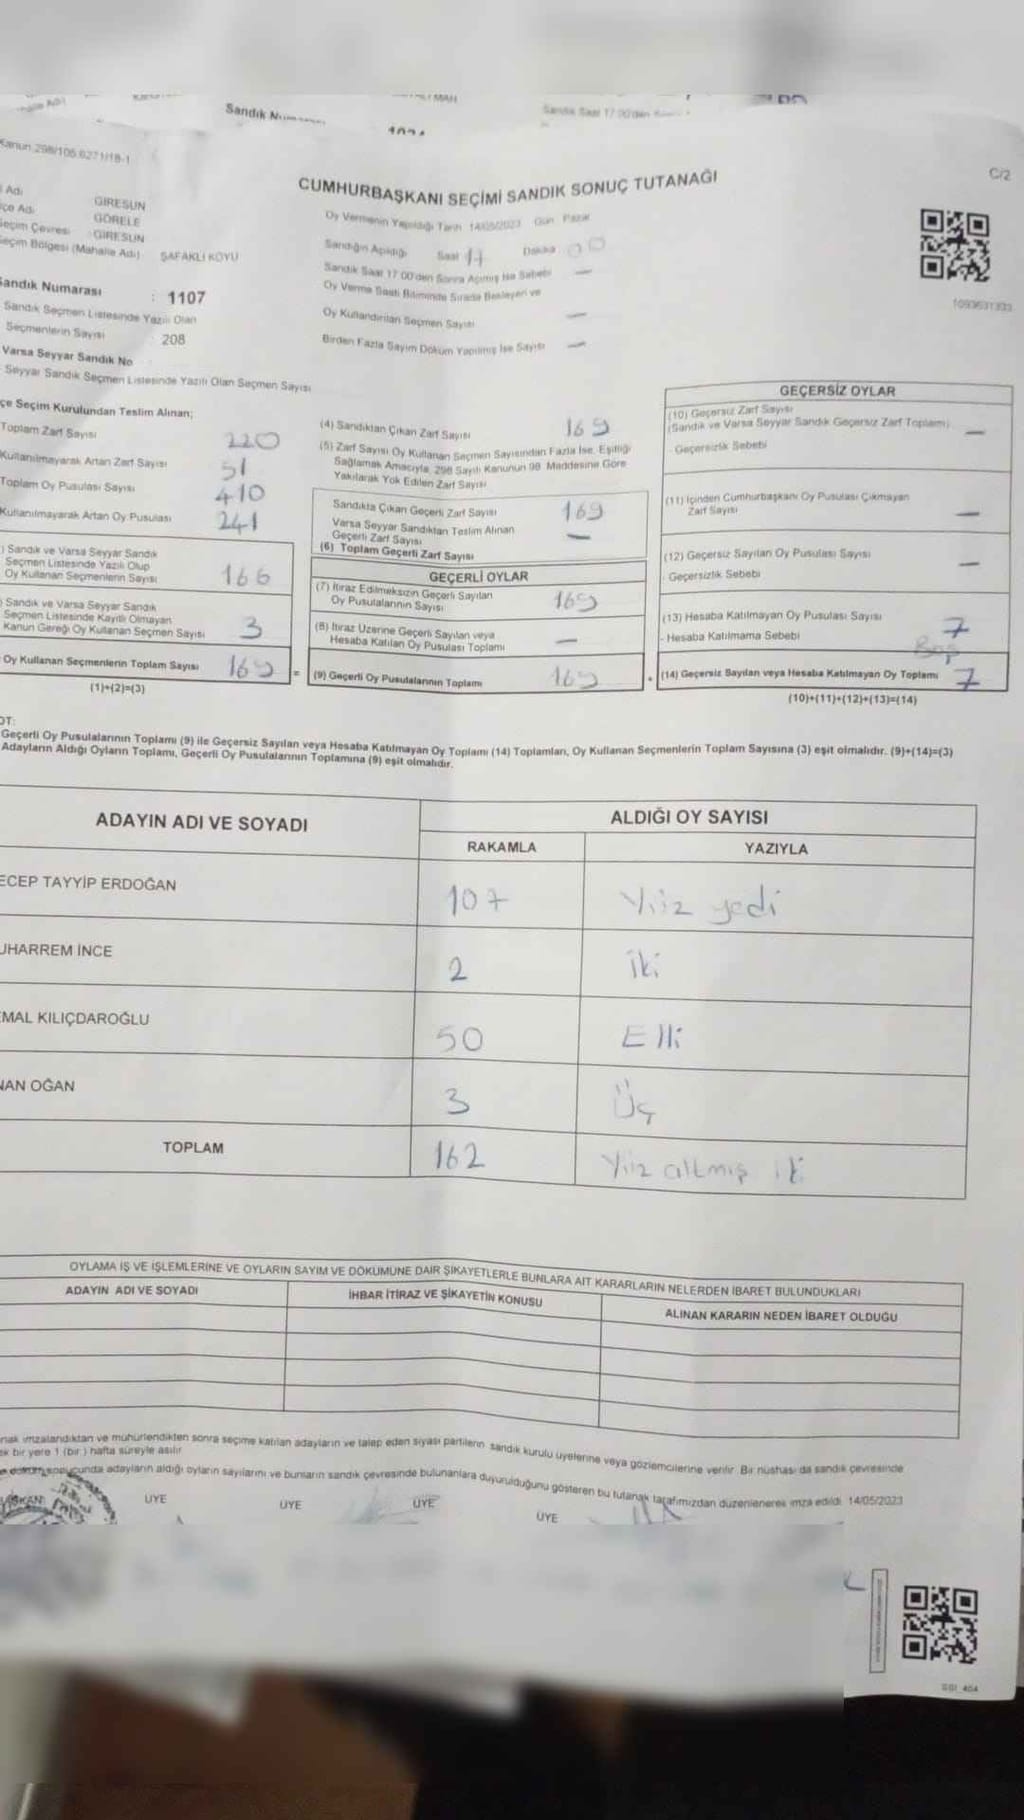 Sandık
Kanun 298/105 6271/18-1
C/2
CUMHURBAŞKANI SEÇİMİ SANDIK SONUÇ TUTANAĞI
Adı GİRESUN
çe Adı GÖRELE
Seçim Çevresi GİRESUN
Seçim Bölgesi (Mahalle Adı) ŞAFAKLI KÖYÜ
Sandık Numarası : 1107
Sandık Seçmen Listesinde Yazılı Olan
Seçmenlerin Sayısı 208
Varsa Seyyar Sandık No
Seyyar Sandık Seçmen Listesinde Yazılı Olan Seçmen Sayısı
Oy Vermenin Yapıldığı Tarih 14/05/2023 Gün Pazar
Sandığın Açıldığı Saat 17 Dakika 00
Sandık Saat 17:00'den Sonra Açılmış İse Sebebi —
Oy Verme Saati Bitiminde Sırada Bekleyen ve
Oy Kullandırılan Seçmen Sayısı —
Birden Fazla Sayım Döküm Yapılmış İse Sayısı —
1093631333
çe Seçim Kurulundan Teslim Alınan;
Toplam Zarf Sayısı 220
Kullanılmayarak Artan Zarf Sayısı 51
Toplam Oy Pusulası Sayısı 410
Kullanılmayarak Artan Oy Pusulası 241
) Sandık ve Varsa Seyyar Sandık
Seçmen Listesinde Yazılı Olup
Oy Kullanan Seçmenlerin Sayısı 166
) Sandık ve Varsa Seyyar Sandık
Seçmen Listesinde Kayıtlı Olmayan
Kanun Gereği Oy Kullanan Seçmen Sayısı 3
Oy Kullanan Seçmenlerin Toplam Sayısı 169 =
(1)+(2)=(3)
(4) Sandıktan Çıkan Zarf Sayısı 169
(5) Zarf Sayısı Oy Kullanan Seçmen Sayısından Fazla İse, Eşitliği
Sağlamak Amacıyla, 298 Sayılı Kanunun 98. Maddesine Göre
Yakılarak Yok Edilen Zarf Sayısı
Sandıkta Çıkan Geçerli Zarf Sayısı 169
Varsa Seyyar Sandıktan Teslim Alınan
Geçerli Zarf Sayısı —
(6) Toplam Geçerli Zarf Sayısı
GEÇERLİ OYLAR
(7) İtiraz Edilmeksizin Geçerli Sayılan
Oy Pusulalarının Sayısı 169
(8) İtiraz Üzerine Geçerli Sayılan veya
Hesaba Katılan Oy Pusulası Toplamı —
(9) Geçerli Oy Pusulalarının Toplamı 169 +
GEÇERSİZ OYLAR
(10) Geçersiz Zarf Sayısı
(Sandık ve Varsa Seyyar Sandık Geçersiz Zarf Toplamı) —
- Geçersizlik Sebebi
(11) İçinden Cumhurbaşkanı Oy Pusulası Çıkmayan
Zarf Sayısı —
(12) Geçersiz Sayılan Oy Pusulası Sayısı —
- Geçersizlik Sebebi
(13) Hesaba Katılmayan Oy Pusulası Sayısı 7
- Hesaba Katılmama Sebebi Boş
(14) Geçersiz Sayılan veya Hesaba Katılmayan Oy Toplamı 7
(10)+(11)+(12)+(13)=(14)
OT:
Geçerli Oy Pusulalarının Toplamı (9) ile Geçersiz Sayılan veya Hesaba Katılmayan Oy Toplamı (14) Toplamları, Oy Kullanan Seçmenlerin Toplam Sayısına (3) eşit olmalıdır. (9)+(14)=(3)
Adayların Aldığı Oyların Toplamı, Geçerli Oy Pusulalarının Toplamına (9) eşit olmalıdır.
ADAYIN ADI VE SOYADI ALDIĞI OY SAYISI
RAKAMLA YAZIYLA
ECEP TAYYİP ERDOĞAN 107 Yüz yedi
UHARREM İNCE 2 İki
EMAL KILIÇDAROĞLU 50 Elli
NAN OĞAN 3 Üç
TOPLAM 162 Yüz altmış iki
OYLAMA İŞ VE İŞLEMLERİNE VE OYLARIN SAYIM VE DÖKÜMÜNE DAİR ŞİKAYETLERLE BUNLARA AİT KARARLARIN NELERDEN İBARET BULUNDUKLARI
ADAYIN ADI VE SOYADI İHBAR İTİRAZ VE ŞİKAYETİN KONUSU ALINAN KARARIN NEDEN İBARET OLDUĞU
nak imzalandıktan ve mühürlendikten sonra seçime katılan adayların ve talep eden siyasi partilerin sandık kurulu üyelerine veya gözlemcilerine verilir. Bir nüshası da sandık çevresinde
ek bir yere 1 (bir) hafta süreyle asılır
döküm sonucunda adayların aldığı oyların sayılarını ve bunların sandık çevresinde bulunanlara duyurulduğunu gösteren bu tutanak tarafımızdan düzenlenerek imza edildi. 14/05/2023
BAŞKAN ÜYE ÜYE ÜYE ÜYE